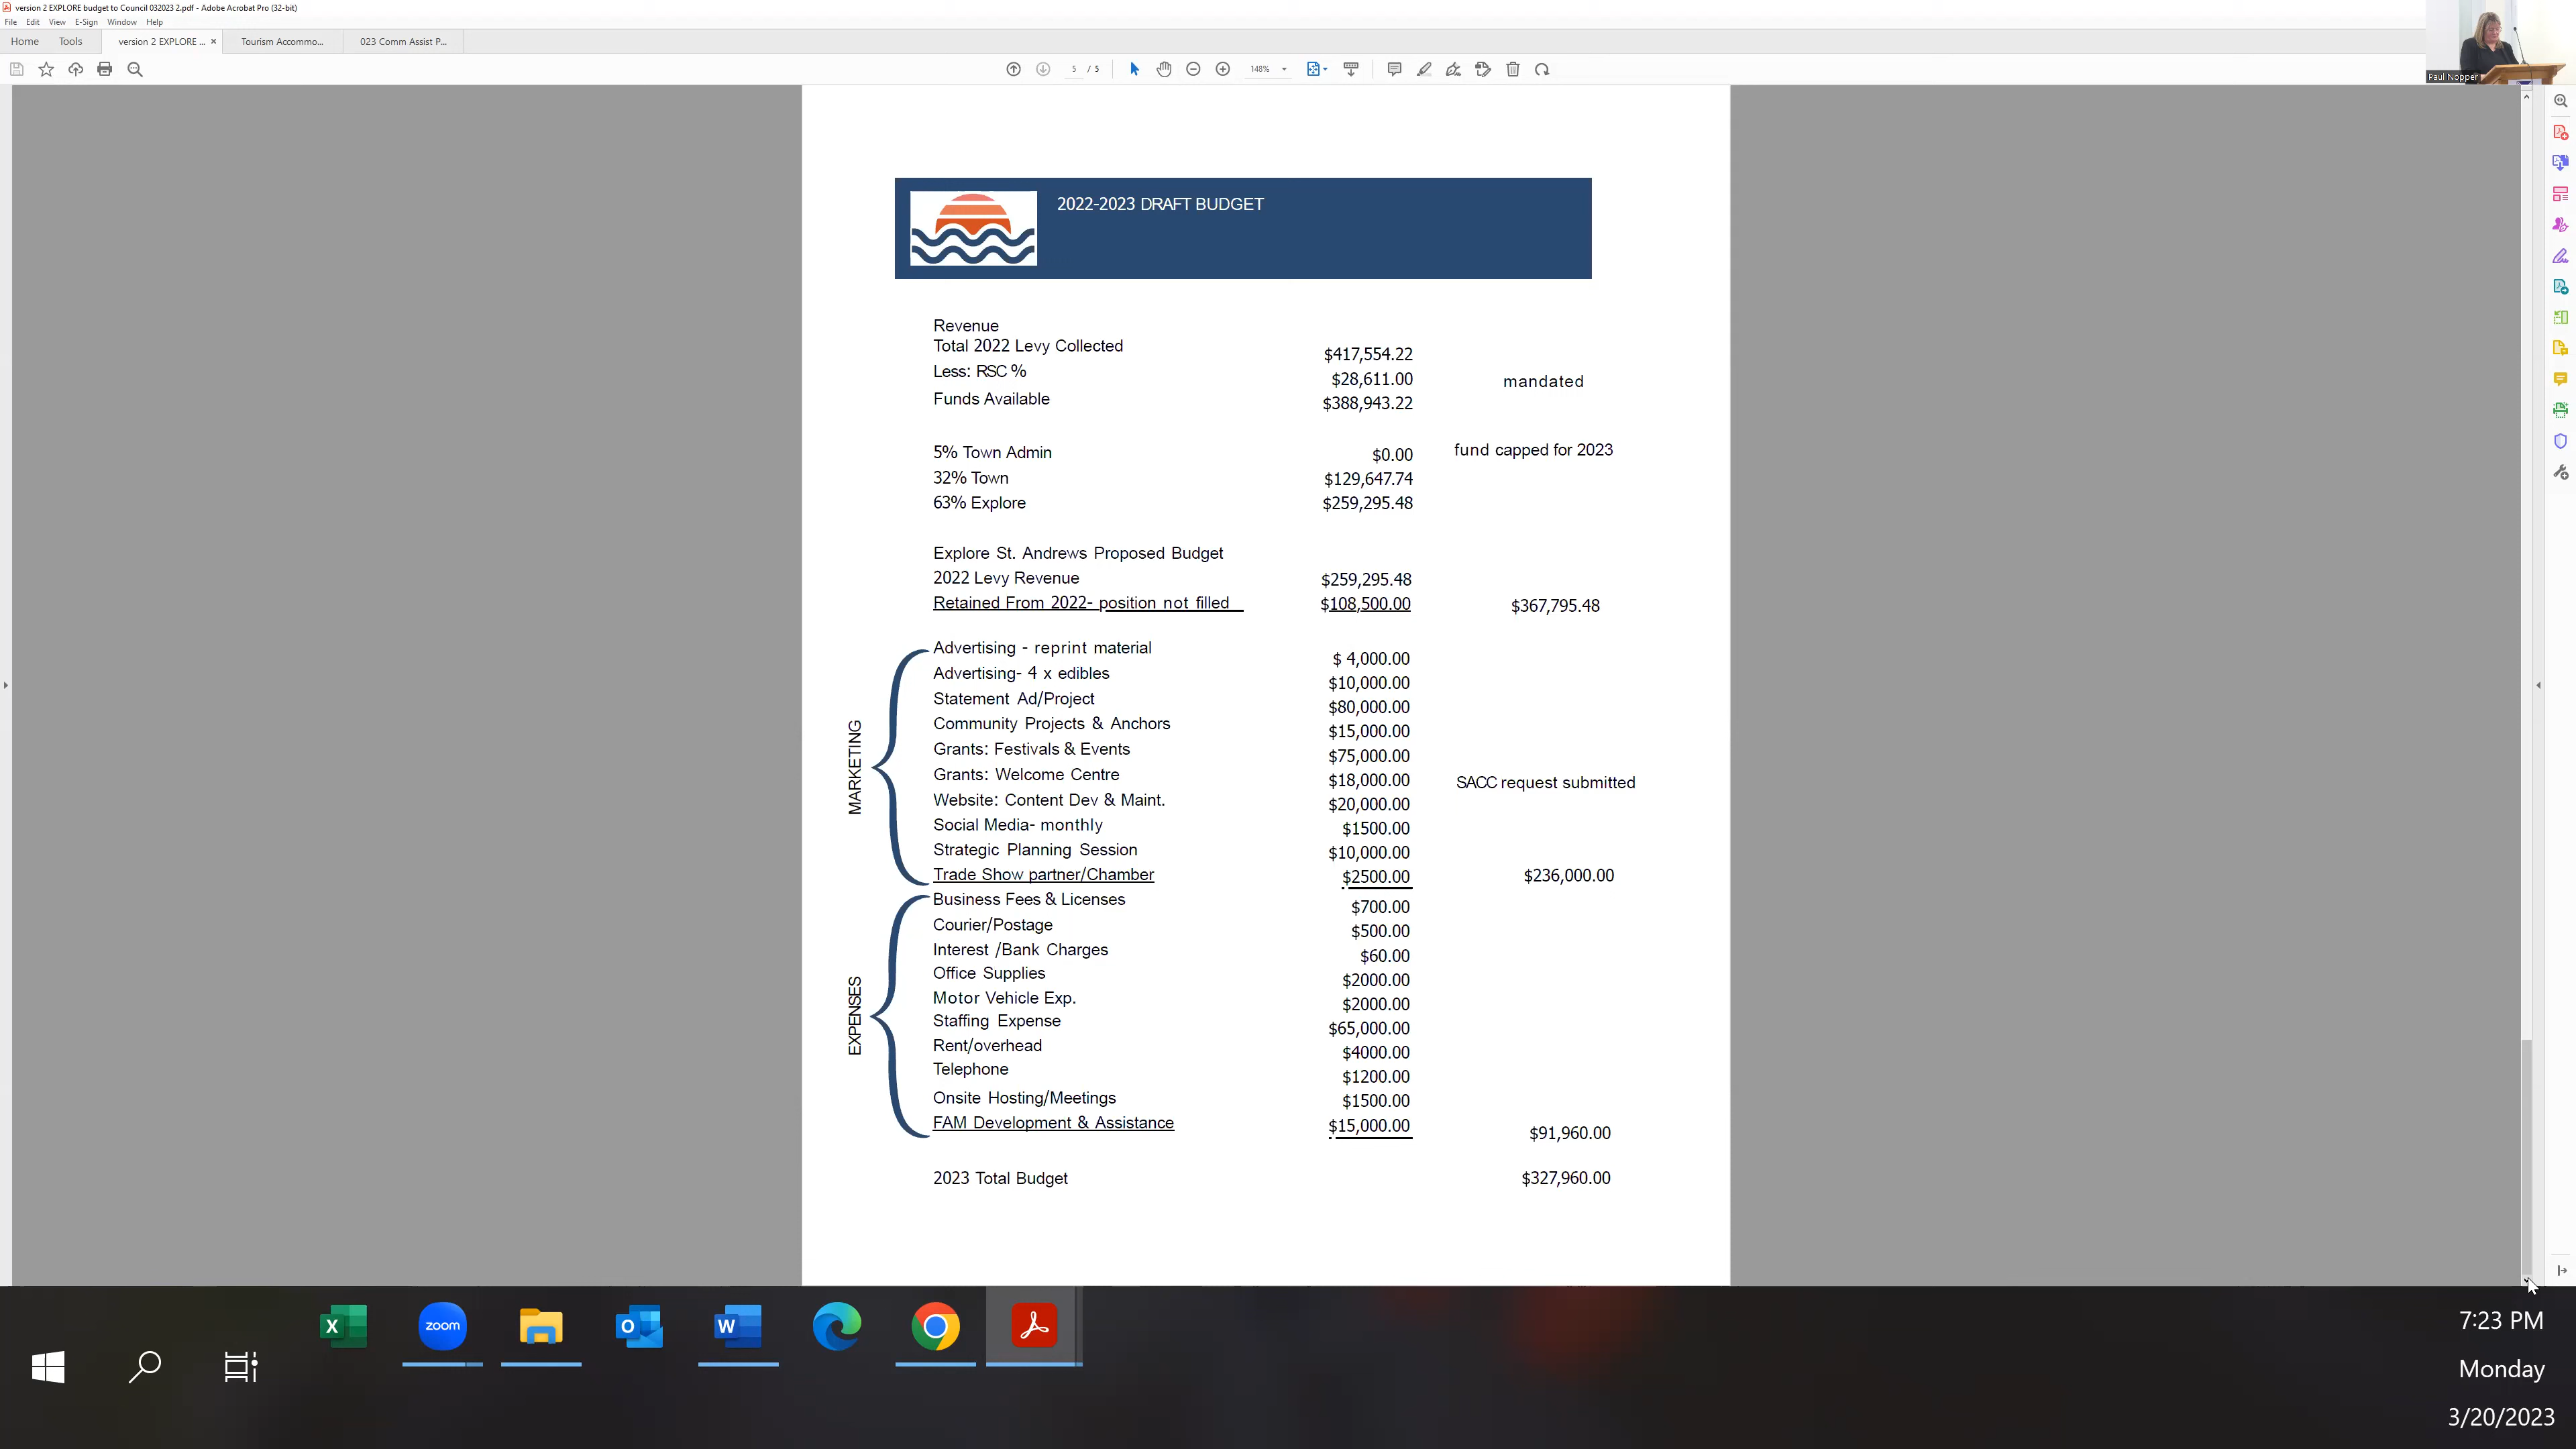 version 2 EXPLORE budget to Council 032023 2.pdf - Adobe Acrobat Pro (32-bit)
File Edit View E-Sign Window Help
Home Tools version 2 EXPLORE ... × Tourism Accommo... 023 Comm Assist P...
5 / 5 148%
Paul Nopper
2022-2023 DRAFT BUDGET
Revenue
Total 2022 Levy Collected $417,554.22
Less: RSC % $28,611.00 mandated
Funds Available $388,943.22
5% Town Admin $0.00 fund capped for 2023
32% Town $129,647.74
63% Explore $259,295.48
Explore St. Andrews Proposed Budget
2022 Levy Revenue $259,295.48
Retained From 2022- position not filled $108,500.00 $367,795.48
MARKETING
Advertising - reprint material $ 4,000.00
Advertising- 4 x edibles $10,000.00
Statement Ad/Project $80,000.00
Community Projects & Anchors $15,000.00
Grants: Festivals & Events $75,000.00
Grants: Welcome Centre $18,000.00 SACC request submitted
Website: Content Dev & Maint. $20,000.00
Social Media- monthly $1500.00
Strategic Planning Session $10,000.00
Trade Show partner/Chamber $2500.00 $236,000.00
EXPENSES
Business Fees & Licenses $700.00
Courier/Postage $500.00
Interest /Bank Charges $60.00
Office Supplies $2000.00
Motor Vehicle Exp. $2000.00
Staffing Expense $65,000.00
Rent/overhead $4000.00
Telephone $1200.00
Onsite Hosting/Meetings $1500.00
FAM Development & Assistance $15,000.00 $91,960.00
2023 Total Budget $327,960.00
X zoom O W
7:23 PM
Monday
3/20/2023